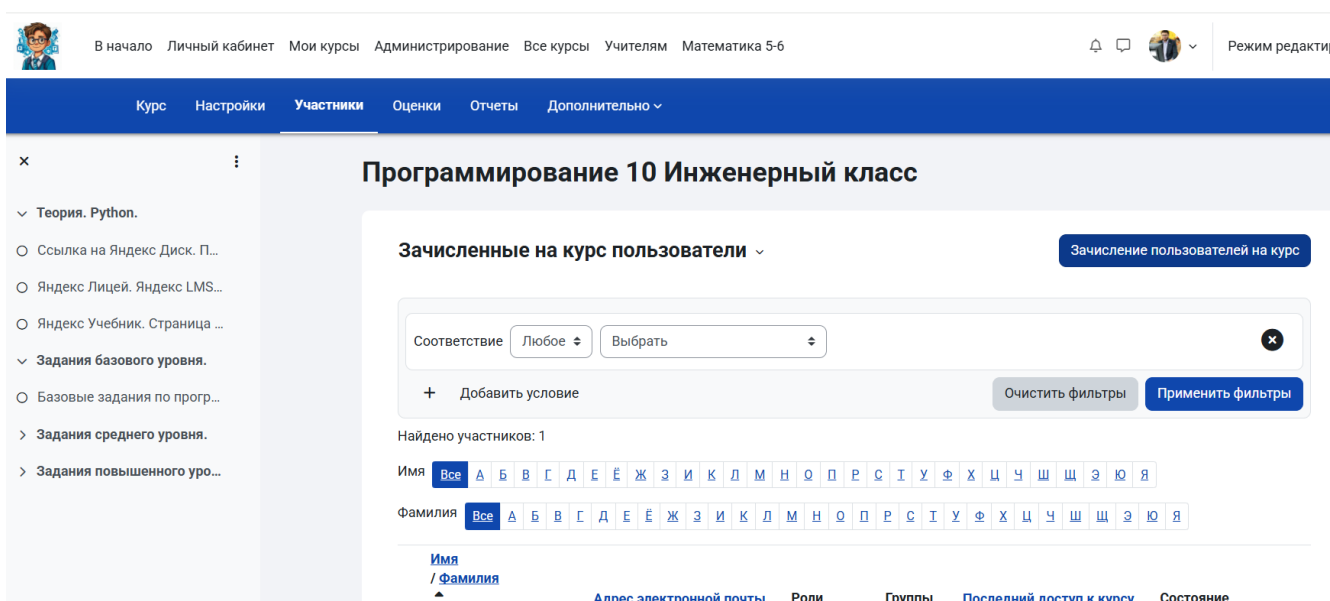 В начало Личный кабинет Мои курсы Администрирование Все курсы Учителям Математика 5-6
Курс Настройки Участники Оценки Отчеты Дополнительно
Программирование 10 Инженерный класс
Теория. Python.
Ссылка на Яндекс Диск. П...
Яндекс Лицей. Яндекс LMS...
Яндекс Учебник. Страница ...
Задания базового уровня.
Базовые задания по прогр...
Задания среднего уровня.
Задания повышенного уро...
Зачисленные на курс пользователи
Зачисление пользователей на курс
Соответствие Любое Выбрать
+ Добавить условие
Очистить фильтры Применить фильтры
Найдено участников: 1
Имя Все А Б В Г Д Е Ё Ж З И К Л М Н О П Р С Т У Ф Х Ц Ч Ш Щ Э Ю Я
Фамилия Все А Б В Г Д Е Ё Ж З И К Л М Н О П Р С Т У Ф Х Ц Ч Ш Щ Э Ю Я
Имя
/ Фамилия
Адрес электронной почты Роли Группы Последний доступ к курсу Состояние